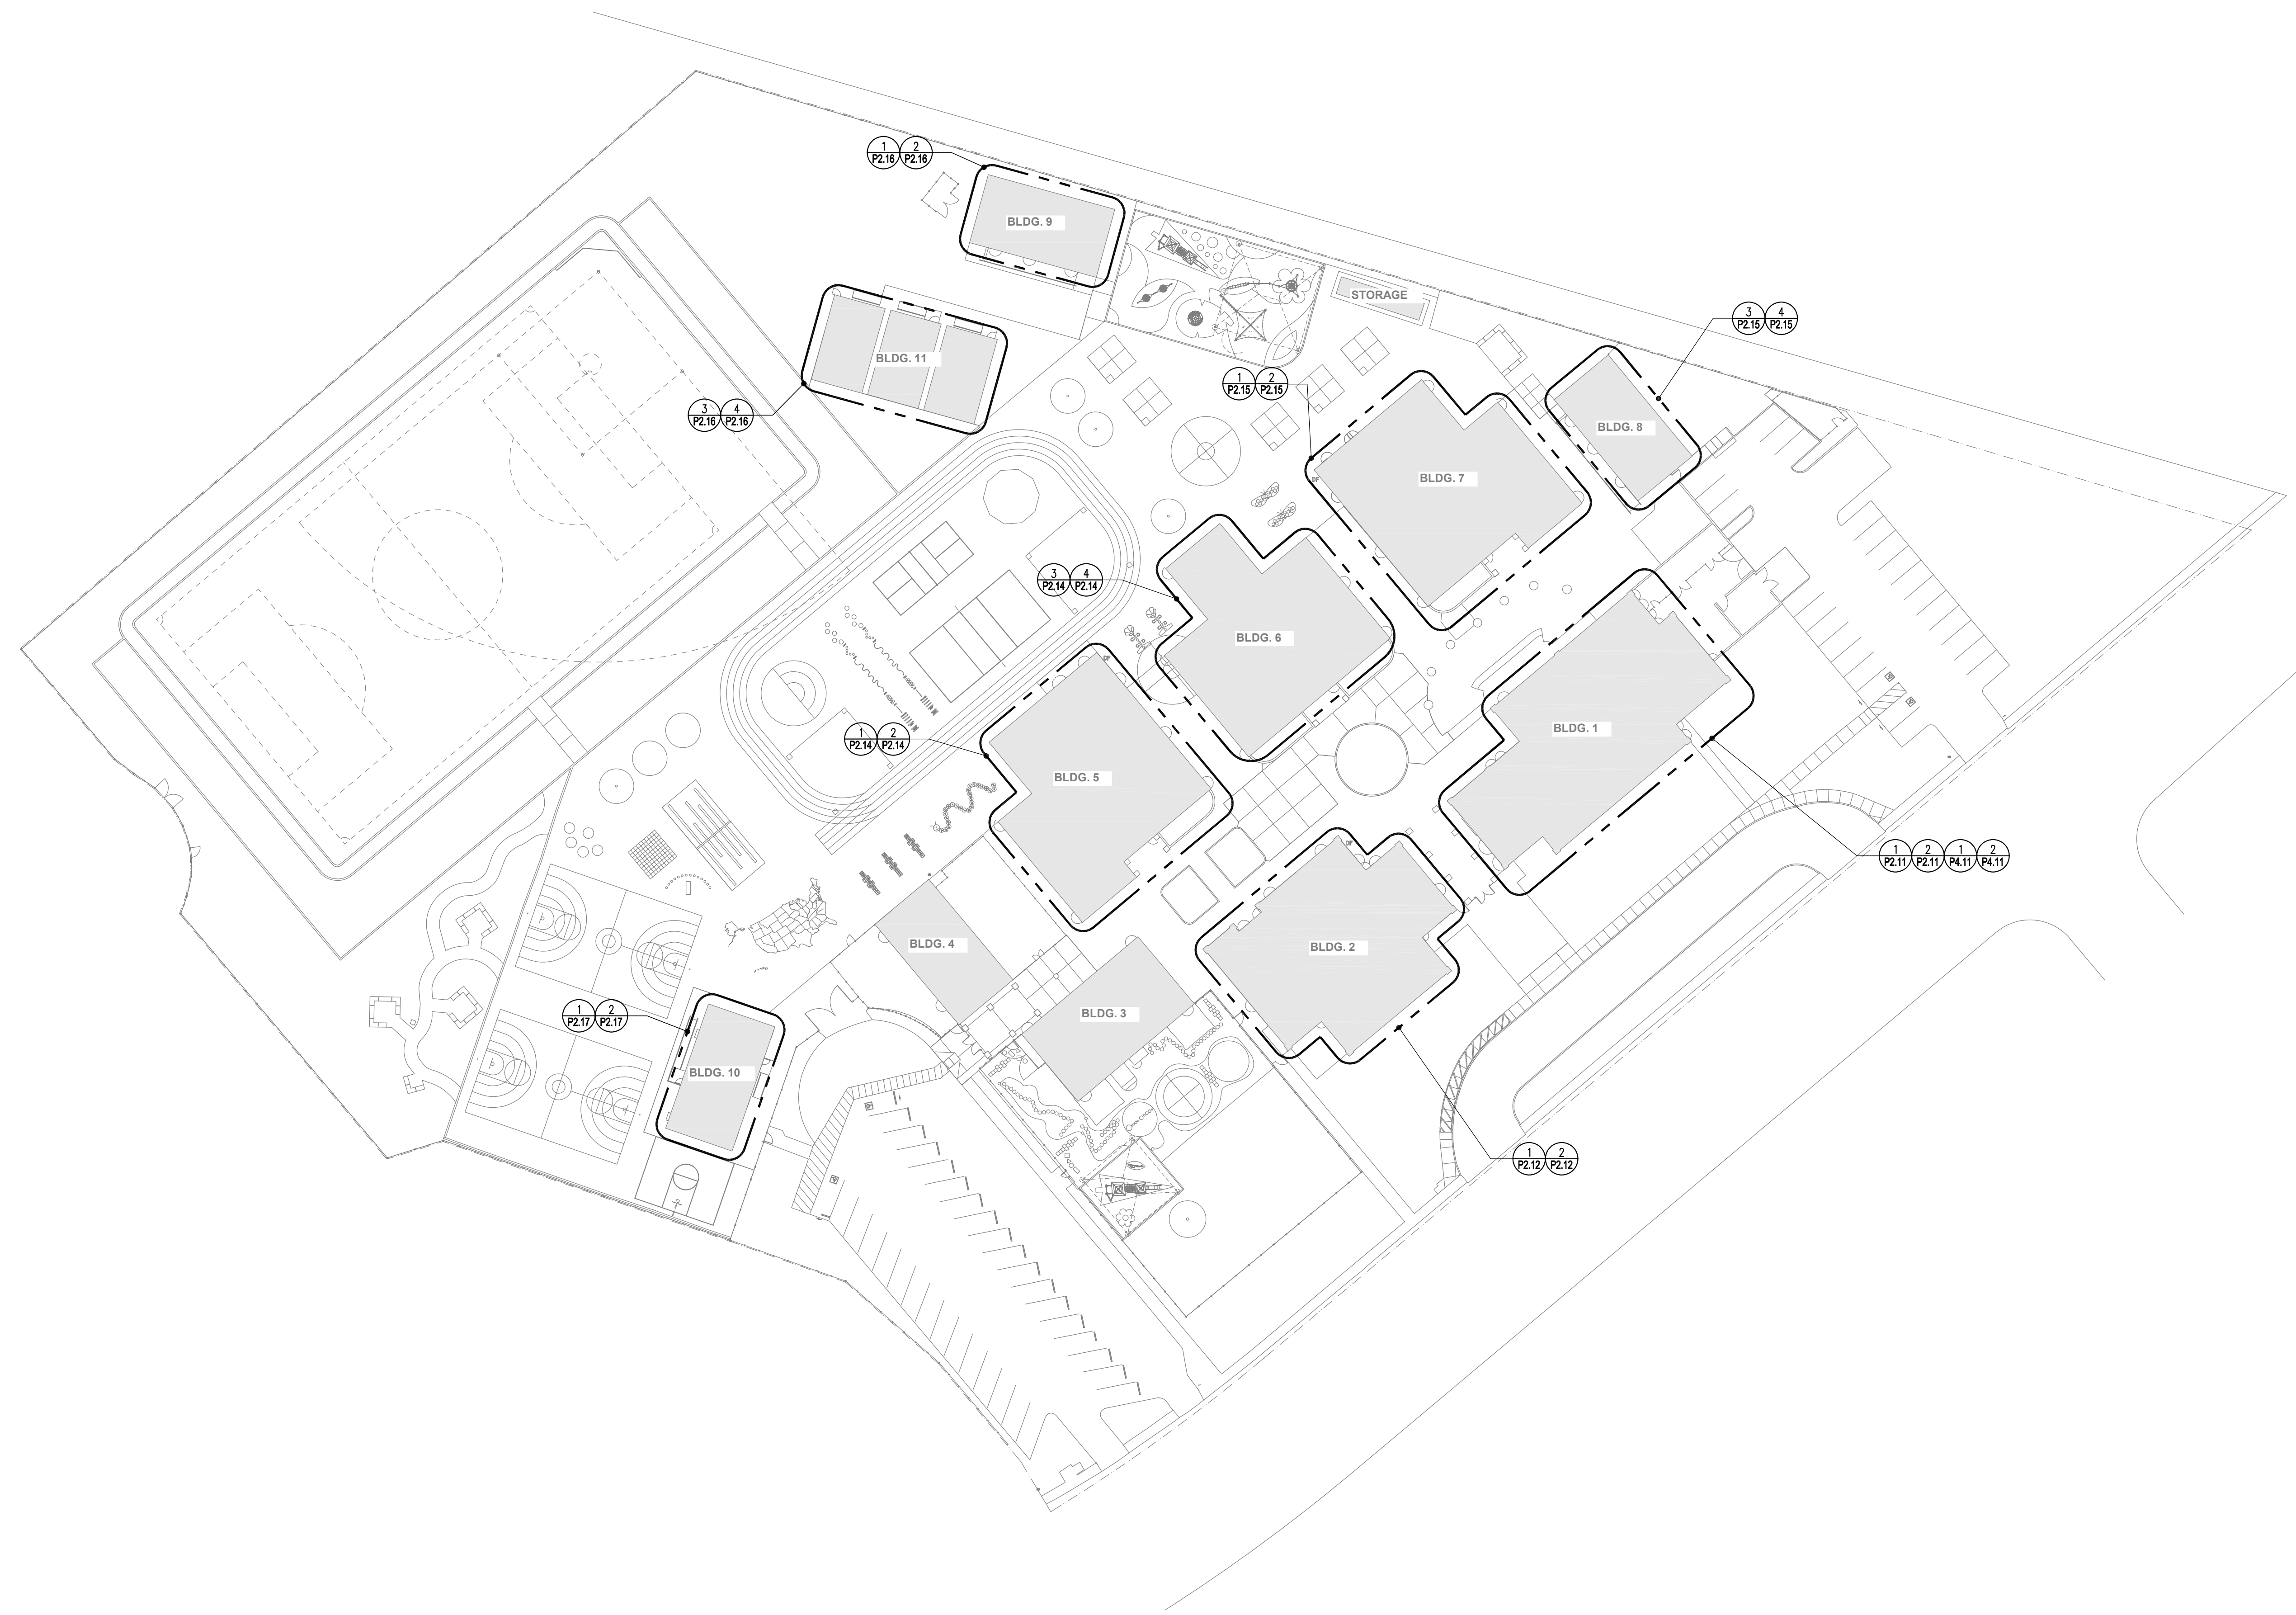 1 2
P2.16 P2.16
BLDG. 9
STORAGE
3 4
P2.15 P2.15
BLDG. 11
1 2
P2.15 P2.15
3 4
P2.16 P2.16
BLDG. 8
BLDG. 7
DF
3 4
P2.14 P2.14
BLDG. 6
DF
BLDG. 1
1 2
P2.14 P2.14
BLDG. 5
DF
1 2 1 2
P2.11 P2.11 P4.11 P4.11
BLDG. 4
BLDG. 2
1 2
P2.17 P2.17
BLDG. 3
BLDG. 10
1 2
P2.12 P2.12